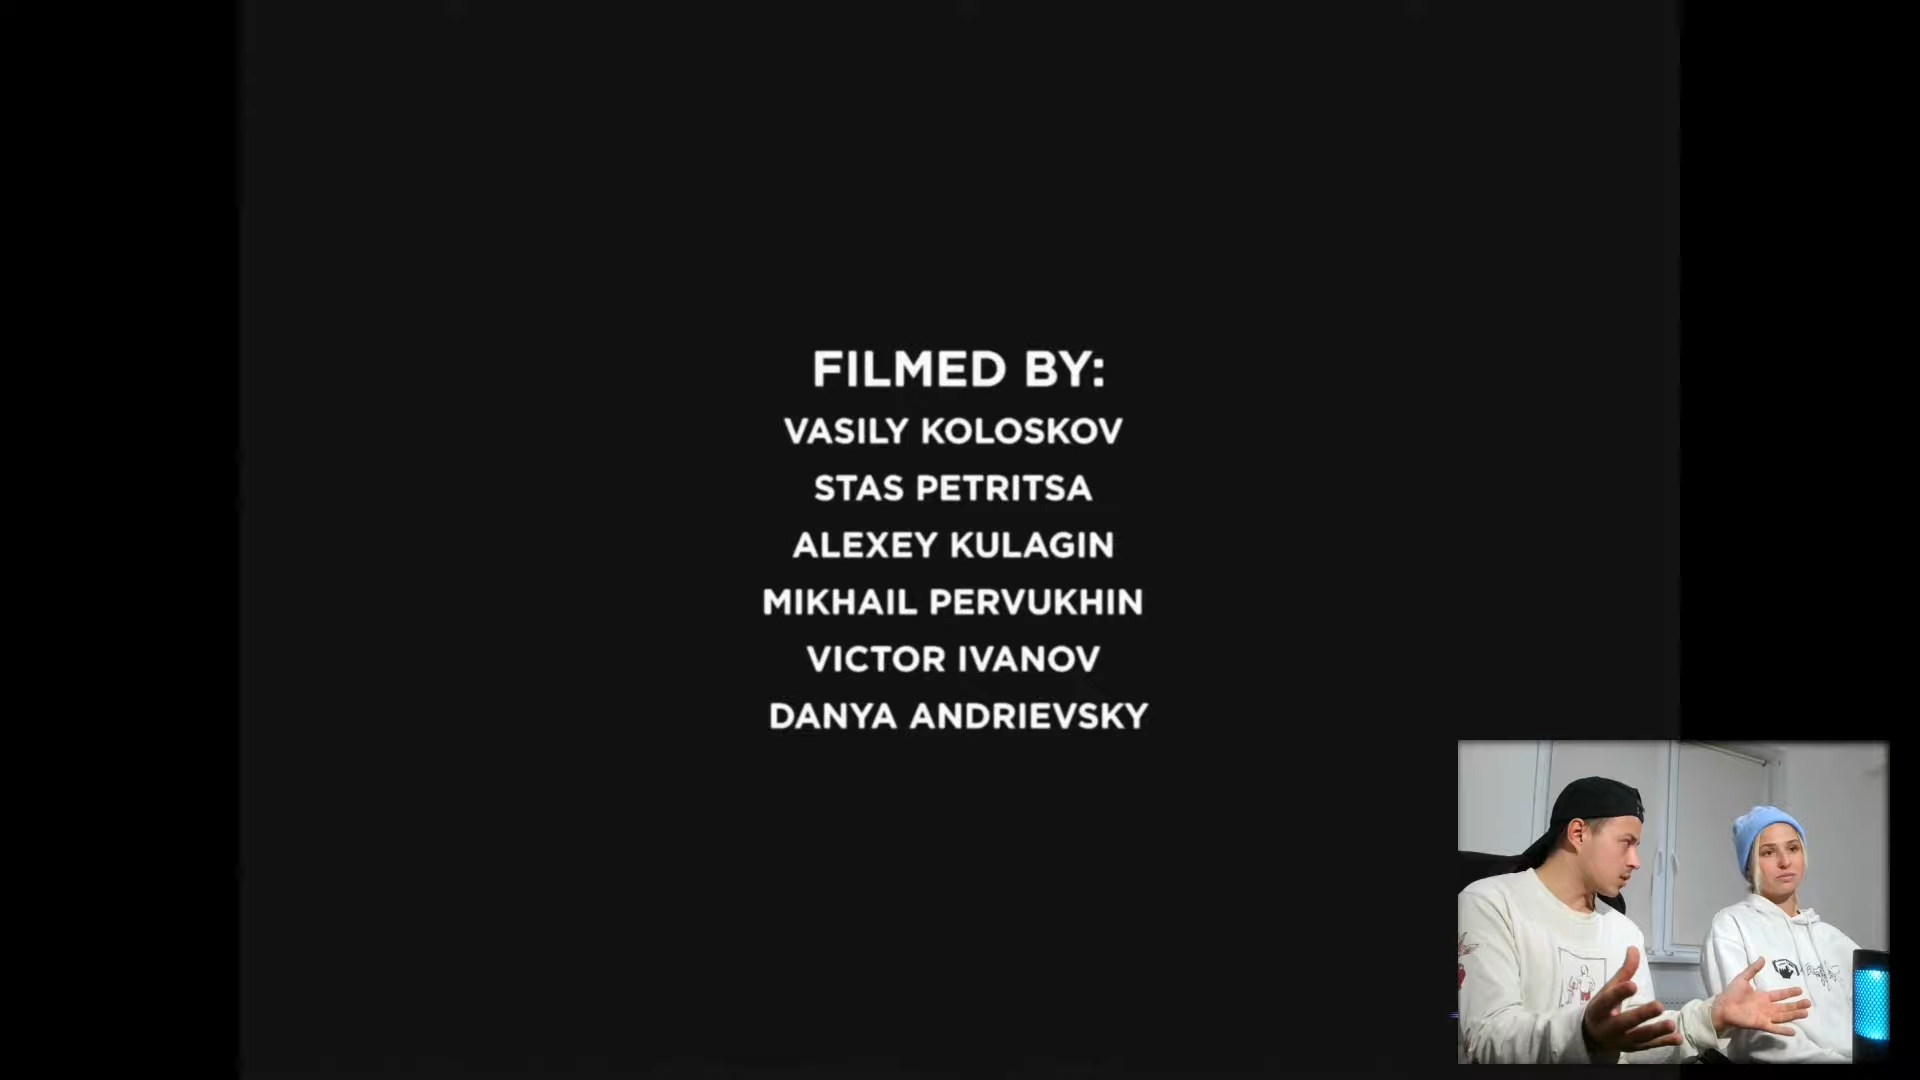 FILMED BY:
VASILY KOLOSKOV
STAS PETRITSA
ALEXEY KULAGIN
MIKHAIL PERVUKHIN
VICTOR IVANOV
DANYA ANDRIEVSKY